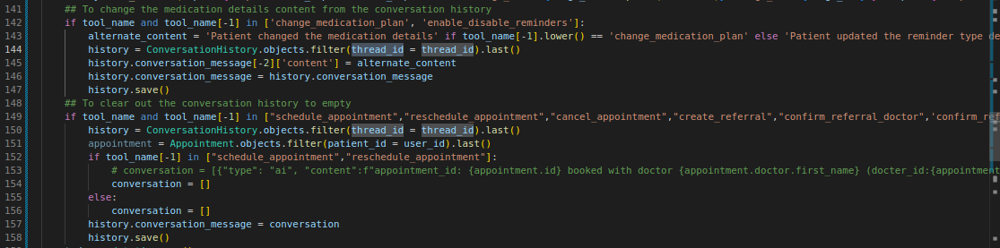 141 ## To change the medication details content from the conversation history
142 if tool_name and tool_name[-1] in ['change_medication_plan', 'enable_disable_reminders']:
143 alternate_content = 'Patient changed the medication details' if tool_name[-1].lower() == 'change_medication_plan' else 'Patient updated the reminder type de
144 history = ConversationHistory.objects.filter(thread_id = thread_id).last()
145 history.conversation_message[-2]['content'] = alternate_content
146 history.conversation_message = history.conversation_message
147 history.save()
148 ## To clear out the conversation history to empty
149 if tool_name and tool_name[-1] in ["schedule_appointment","reschedule_appointment","cancel_appointment","create_referral","confirm_referral_doctor",'confirm_ref
150 history = ConversationHistory.objects.filter(thread_id = thread_id).last()
151 appointment = Appointment.objects.filter(patient_id = user_id).last()
152 if tool_name[-1] in ["schedule_appointment","reschedule_appointment"]:
153 # conversation = [{"type": "ai", "content":f"appointment_id: {appointment.id} booked with doctor {appointment.doctor.first_name} (docter_id:{appointment
154 conversation = []
155 else:
156 conversation = []
157 history.conversation_message = conversation
158 history.save()